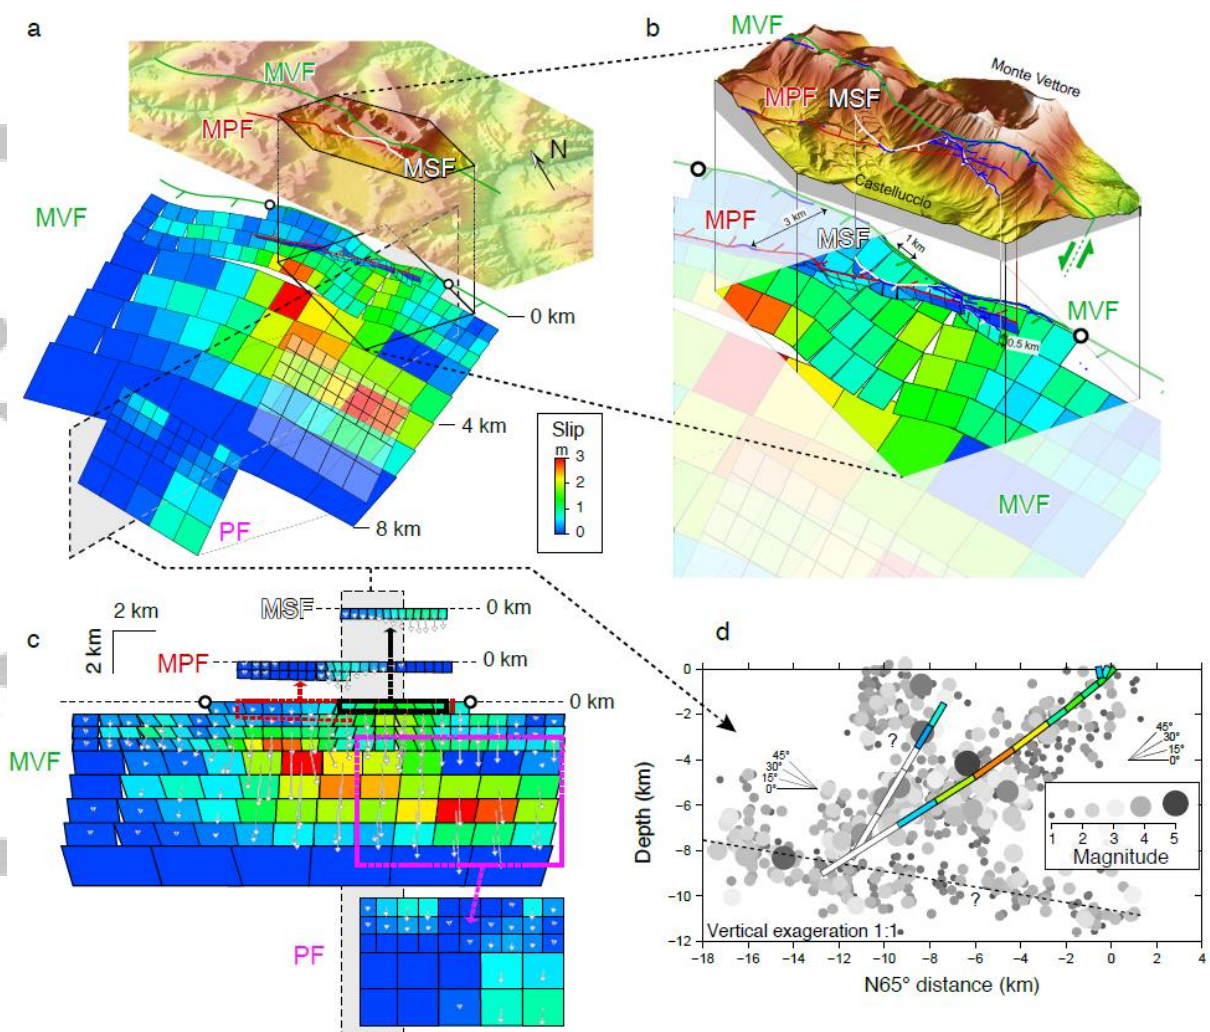 a
MVF
MPF
MSF
N
MVF
0 km
4 km
8 km
PF
Slip
m
3
2
1
0
b
MVF
Monte Vettore
MPF
MSF
Castelluccio
MPF
3 km
MSF
1 km
MVF
0.5 km
MVF
c
2 km
2 km
MSF
0 km
MPF
0 km
0 km
MVF
PF
d
0
−2
−4
−6
−8
−10
−12
Depth (km)
?
45°
30°
15°
0°
45°
30°
15°
0°
1 2 3 4 5
Magnitude
?
Vertical exageration 1:1
−18 −16 −14 −12 −10 −8 −6 −4 −2 0 2 4
N65° distance (km)